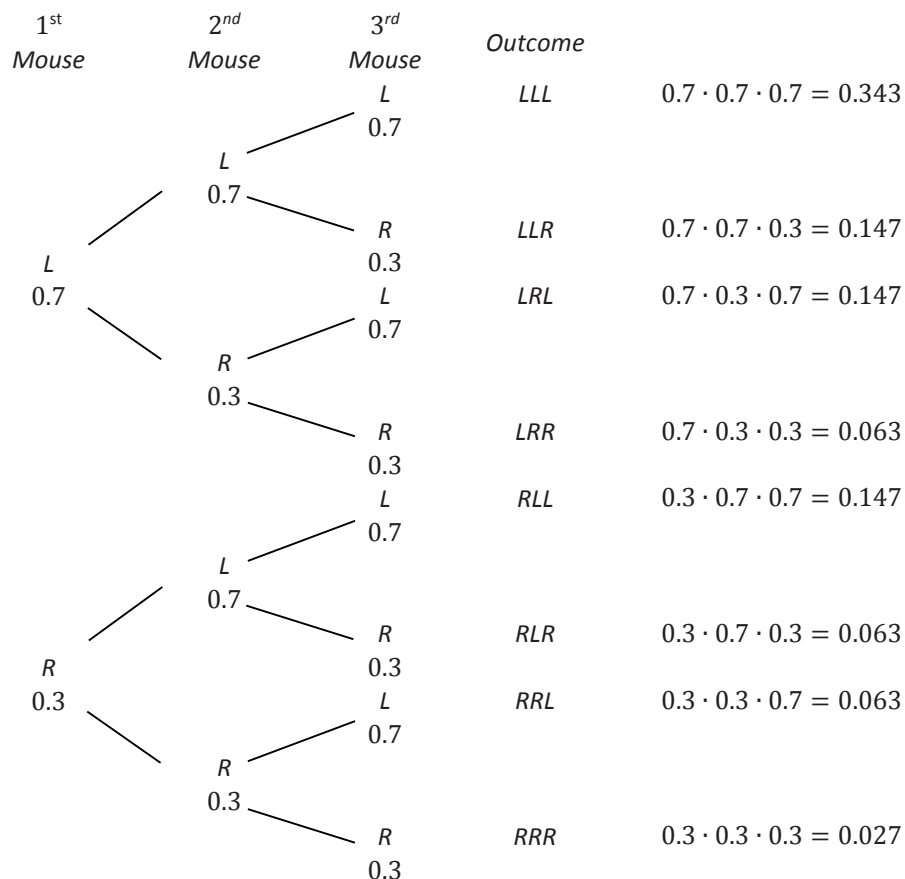 1st 2nd 3rd Outcome
Mouse Mouse Mouse
L LLL 0.7 · 0.7 · 0.7 = 0.343
0.7
L
0.7
R LLR 0.7 · 0.7 · 0.3 = 0.147
L
0.3
0.7
L LRL 0.7 · 0.3 · 0.7 = 0.147
0.7
R
0.3
R LRR 0.7 · 0.3 · 0.3 = 0.063
0.3
L RLL 0.3 · 0.7 · 0.7 = 0.147
0.7
L
0.7
R RLR 0.3 · 0.7 · 0.3 = 0.063
R
0.3
0.3
L RRL 0.3 · 0.3 · 0.7 = 0.063
0.7
R
0.3
R RRR 0.3 · 0.3 · 0.3 = 0.027
0.3